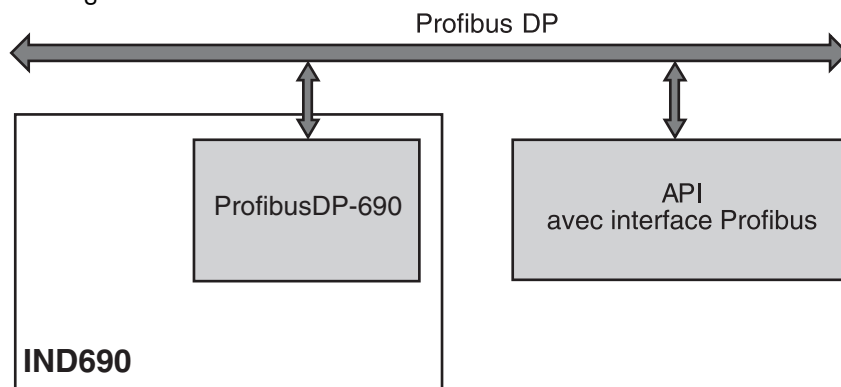 Profibus DP
ProfibusDP-690
API
avec interface Profibus
IND690